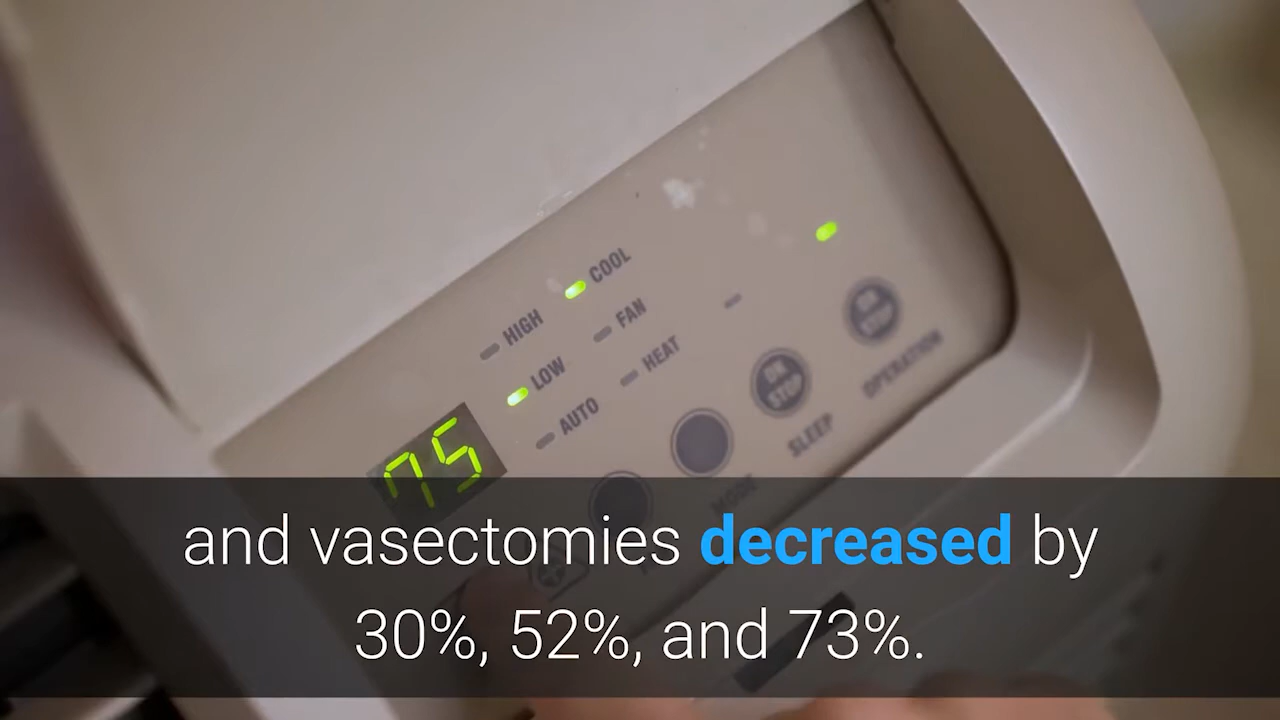 COOL
HIGH
FAN
LOW
HEAT
AUTO
75
ON
STOP
ON
STOP
OPERATION
SLEEP
MODE
and vasectomies decreased by
30%, 52%, and 73%.